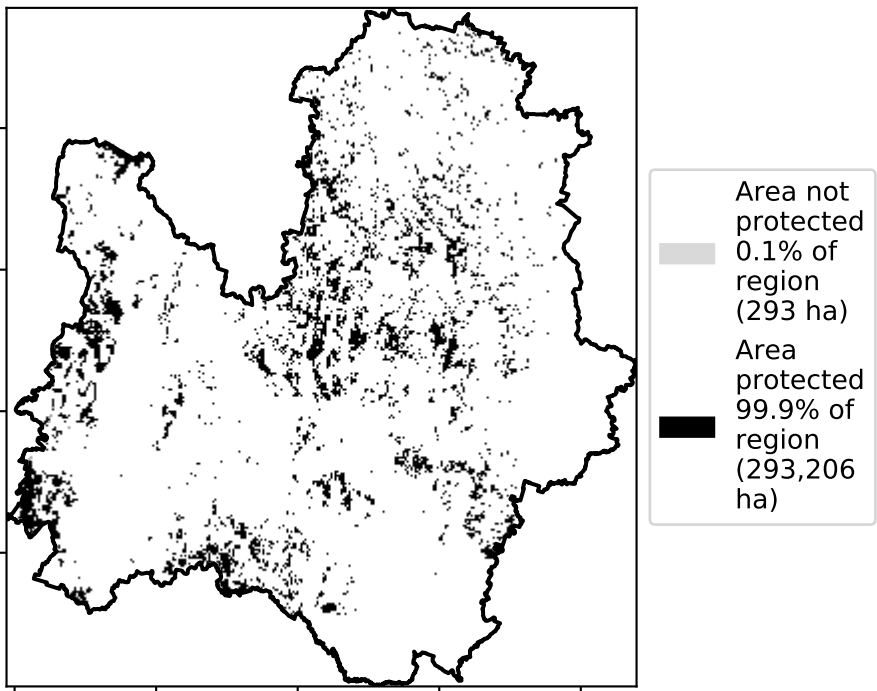 Area not
protected
0.1% of
region
(293 ha)
Area
protected
99.9% of
region
(293,206
ha)